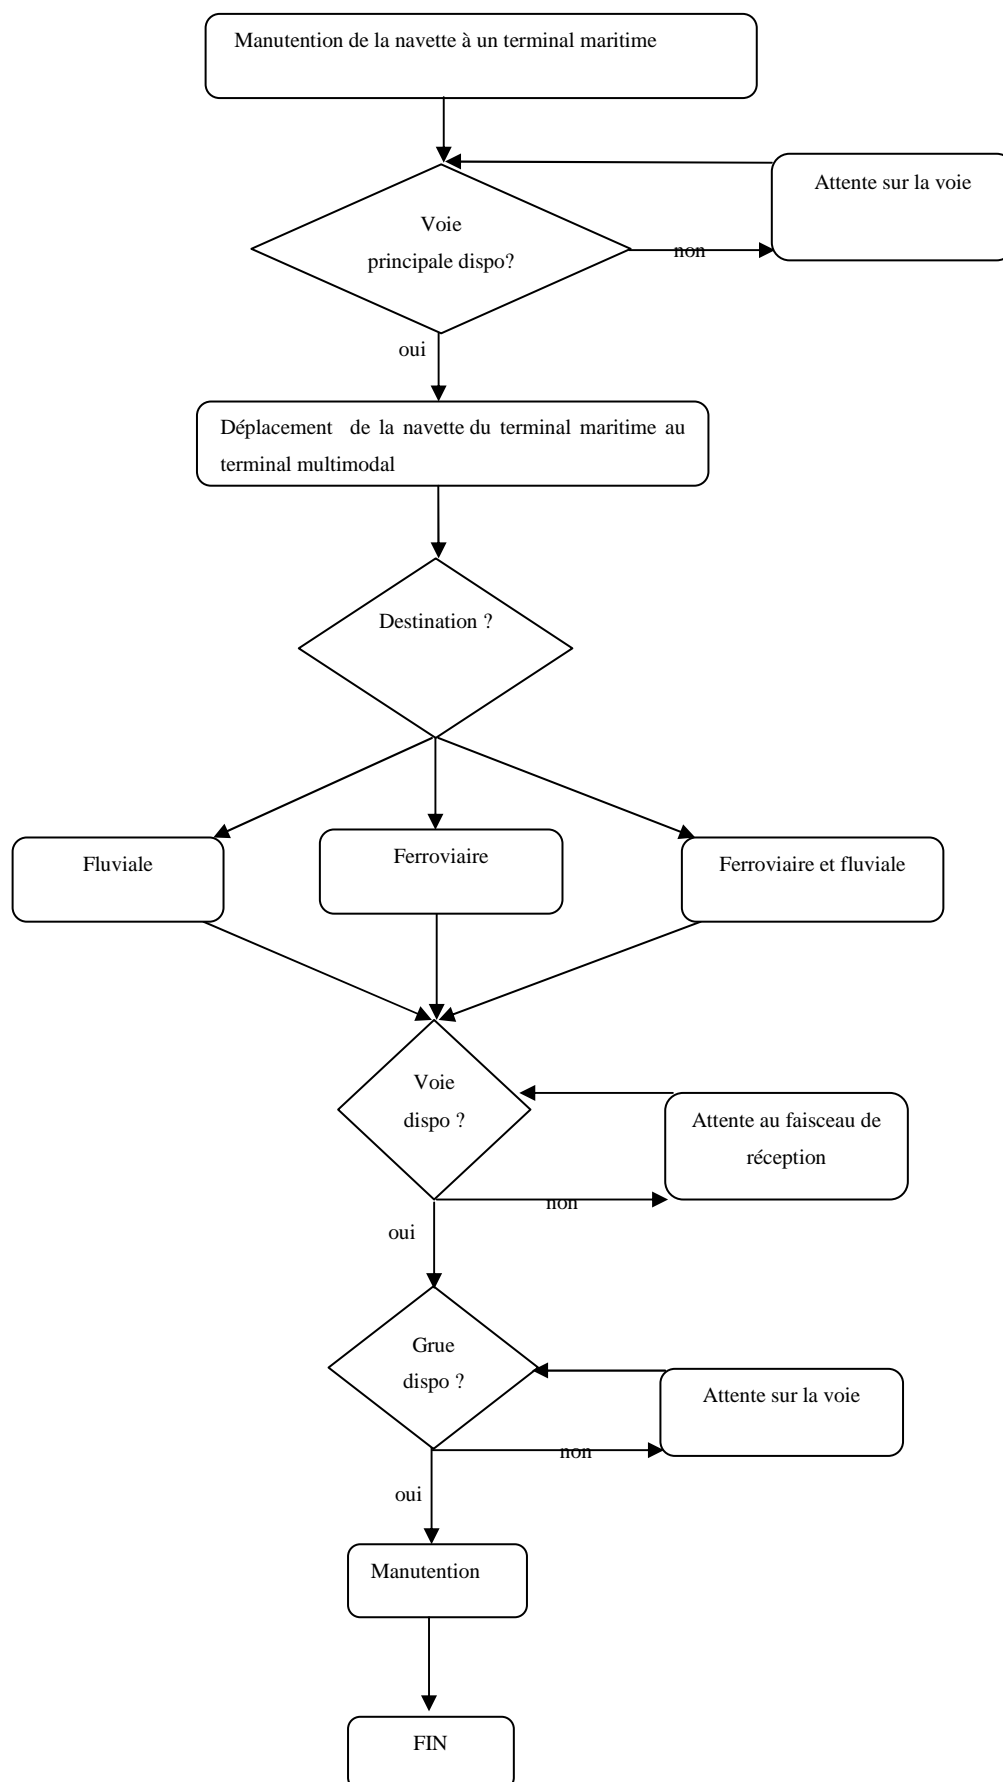 Manutention de la navette à un terminal maritime
Attente sur la voie
Voie
principale dispo?
non
oui
Déplacement de la navette du terminal maritime au
terminal multimodal
Destination ?
Fluviale
Ferroviaire
Ferroviaire et fluviale
Voie
dispo ?
Attente au faisceau de
réception
non
oui
Grue
dispo ?
Attente sur la voie
non
oui
Manutention
FIN